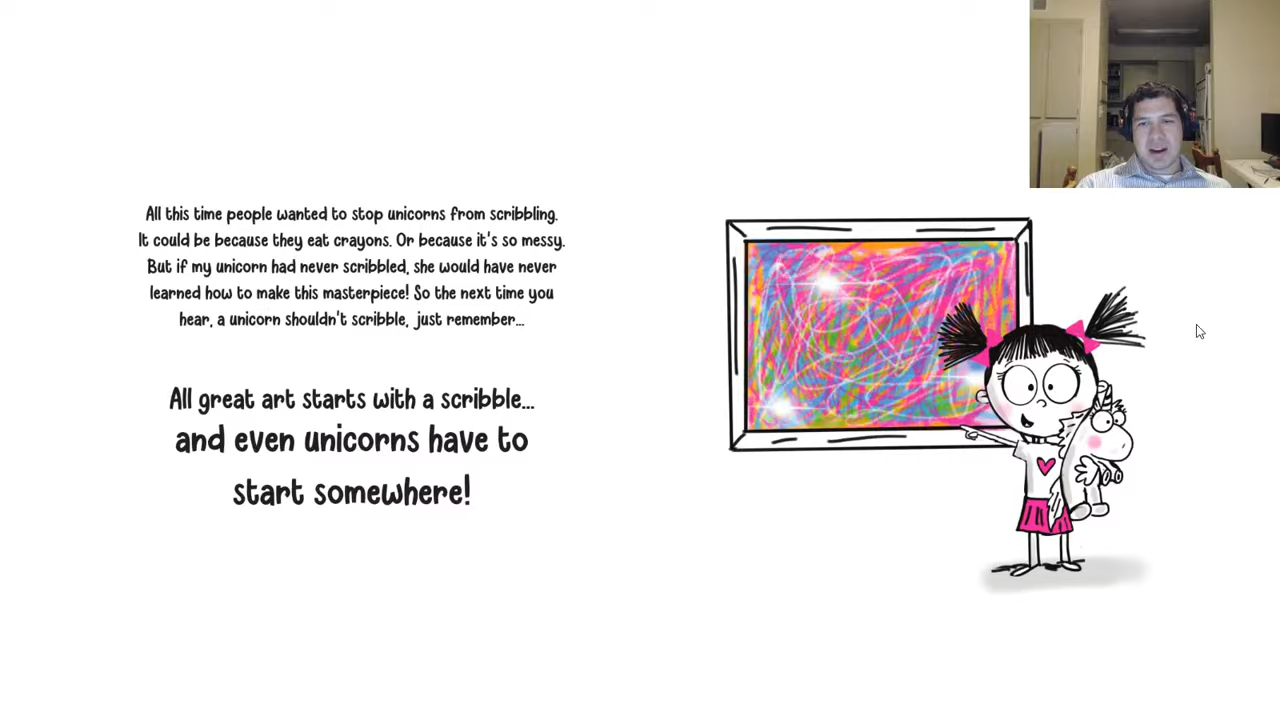 All this time people wanted to stop unicorns from scribbling.
It could be because they eat crayons. Or because it's so messy.
But if my unicorn had never scribbled, she would have never
learned how to make this masterpiece! So the next time you
hear, a unicorn shouldn't scribble, just remember...
All great art starts with a scribble...
and even unicorns have to
start somewhere!